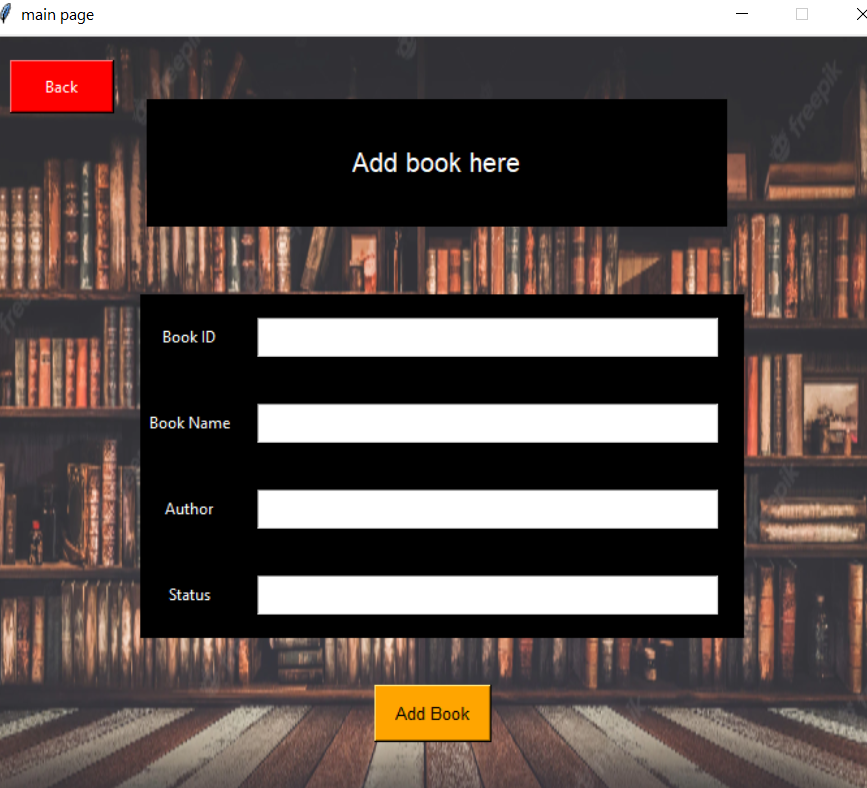 main page
Back
freepik
Add book here
Book ID
Book Name
Author
Status
Add Book